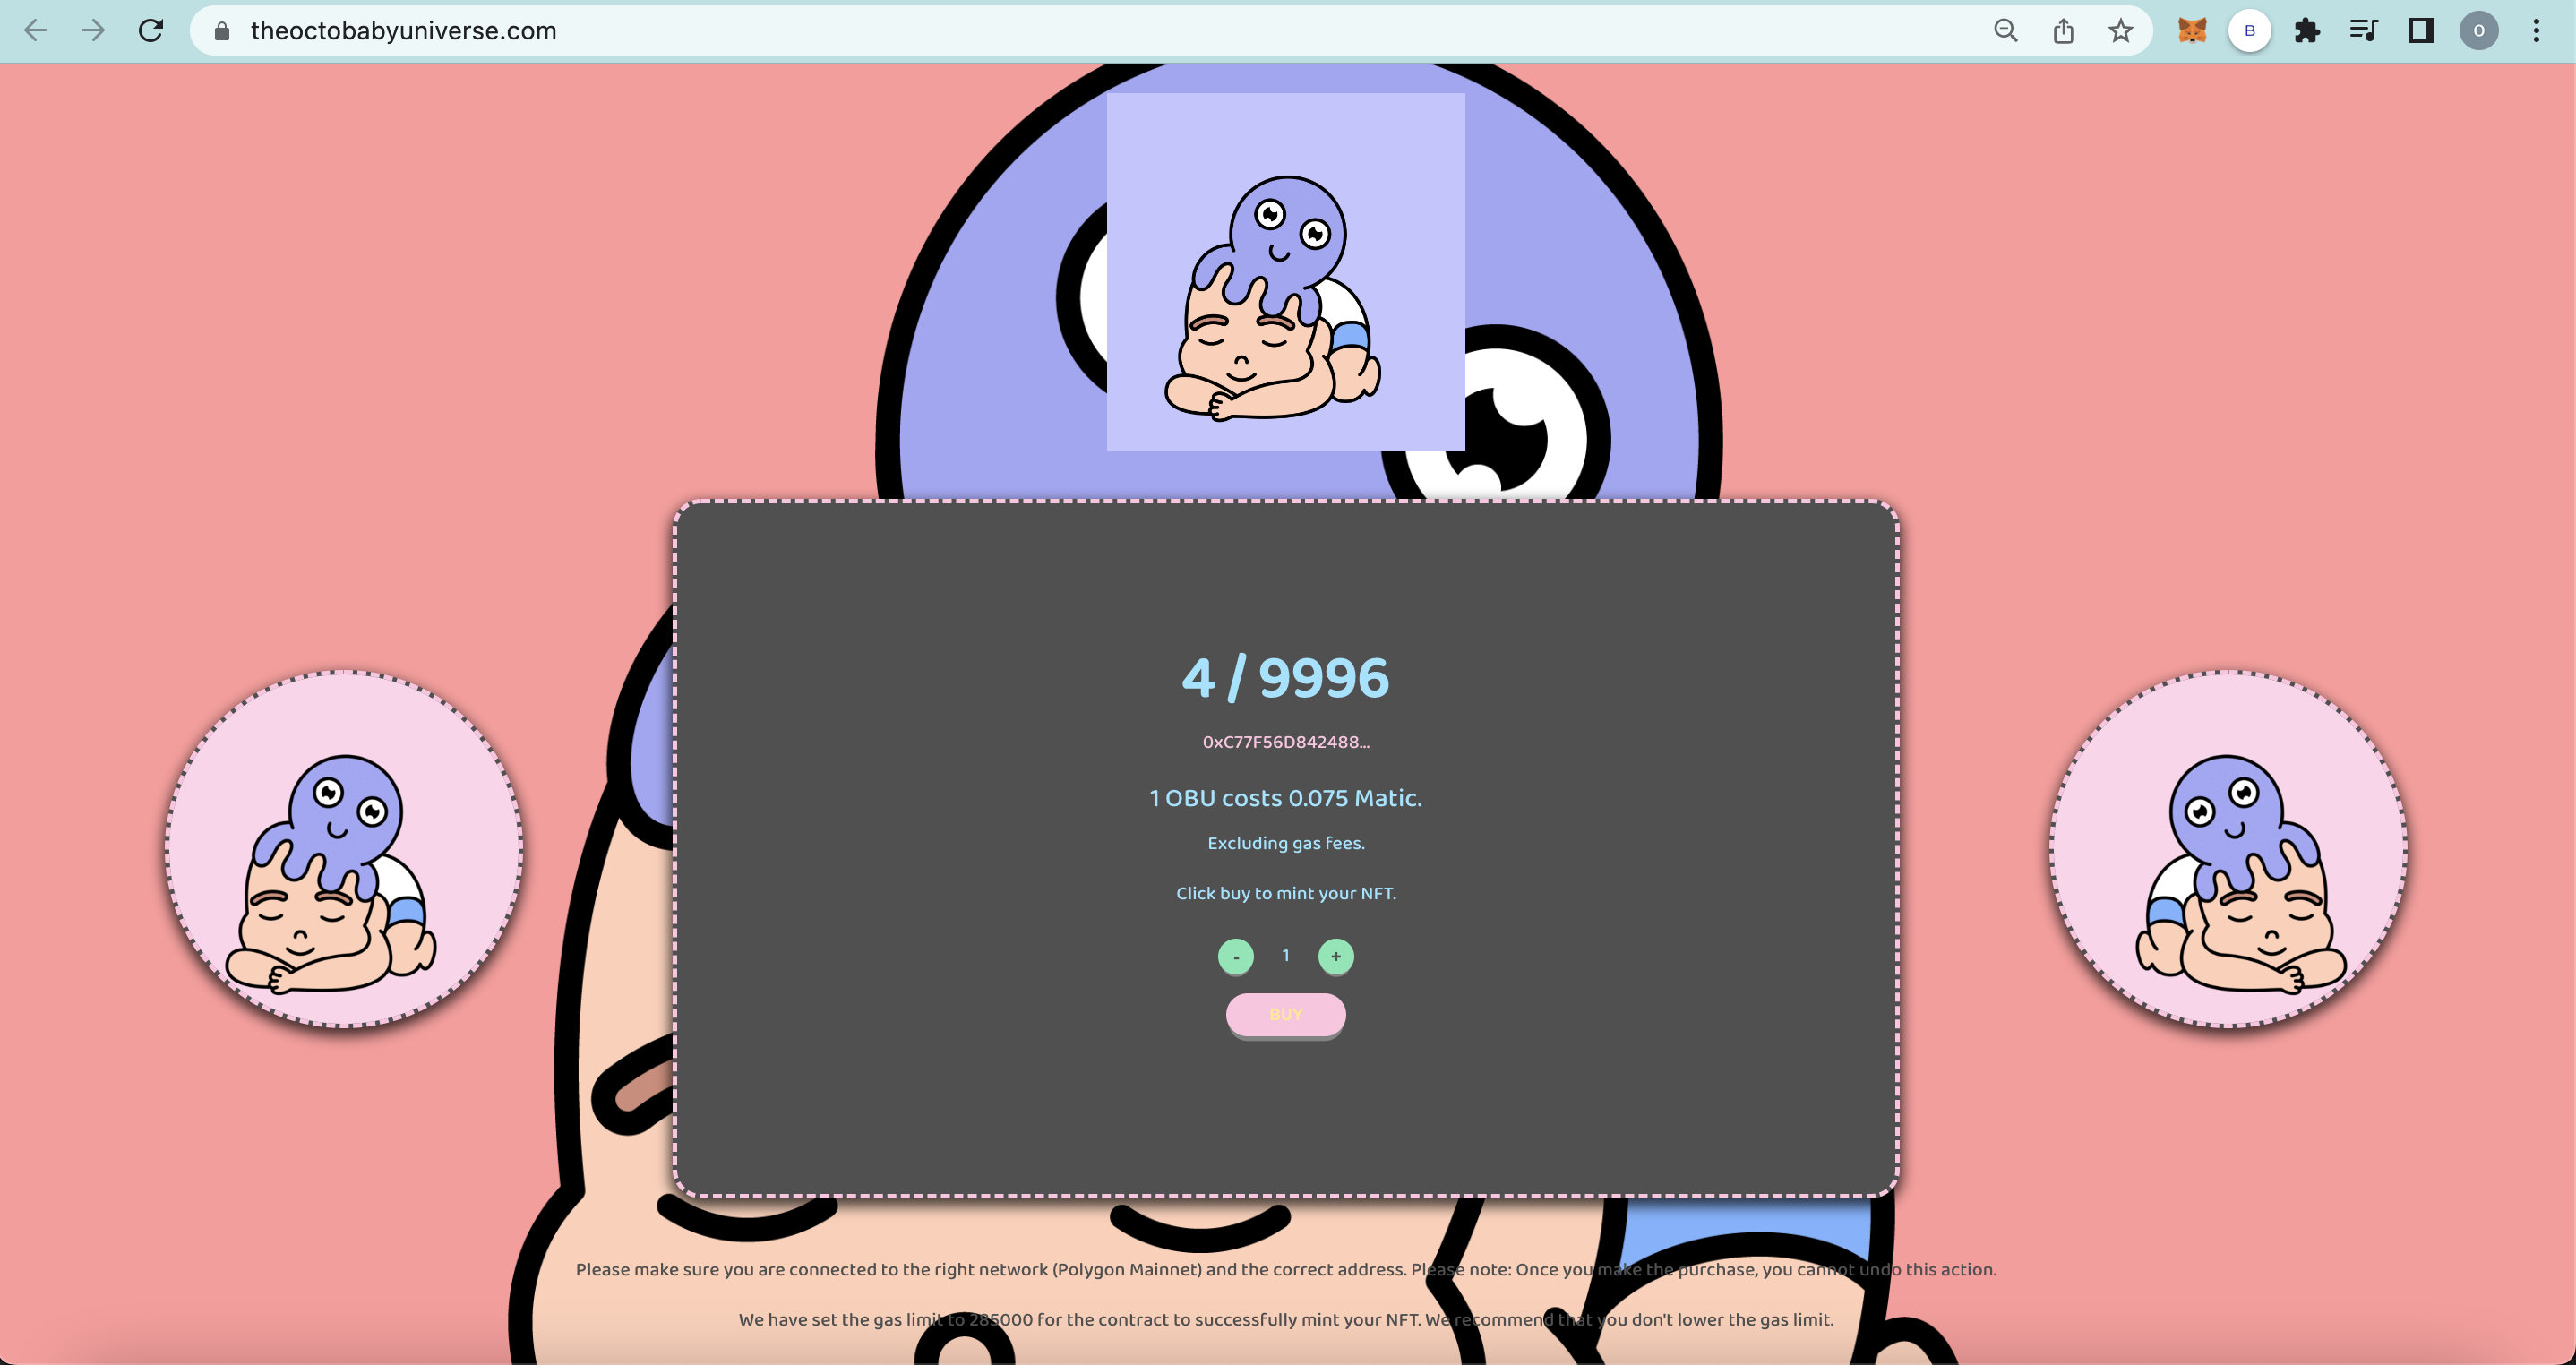 theoctobabyuniverse.com
B
O
4 / 9996
0xC77F56D842488...
1 OBU costs 0.075 Matic.
Excluding gas fees.
Click buy to mint your NFT.
- 1 +
BUY
Please make sure you are connected to the right network (Polygon Mainnet) and the correct address. Please note: Once you make the purchase, you cannot undo this action.
We have set the gas limit to 285000 for the contract to successfully mint your NFT. We recommend that you don't lower the gas limit.